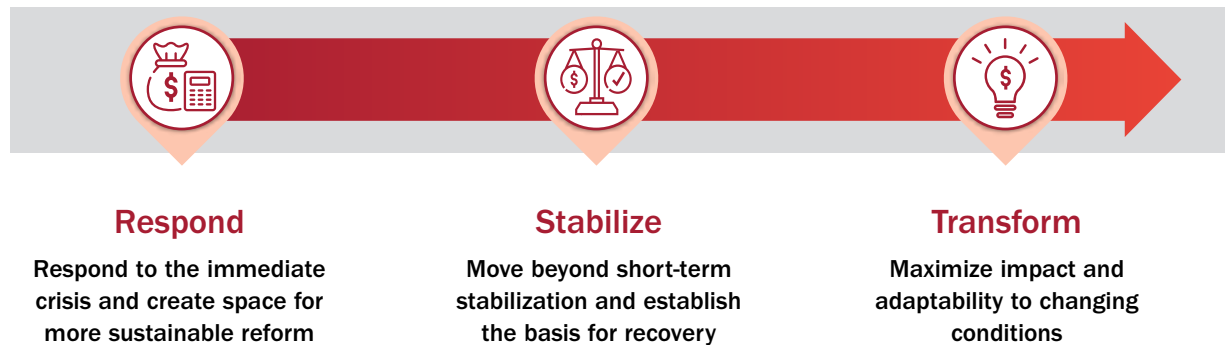 Respond
Respond to the immediate
crisis and create space for
more sustainable reform
Stabilize
Move beyond short-term
stabilization and establish
the basis for recovery
Transform
Maximize impact and
adaptability to changing
conditions
$
$
$